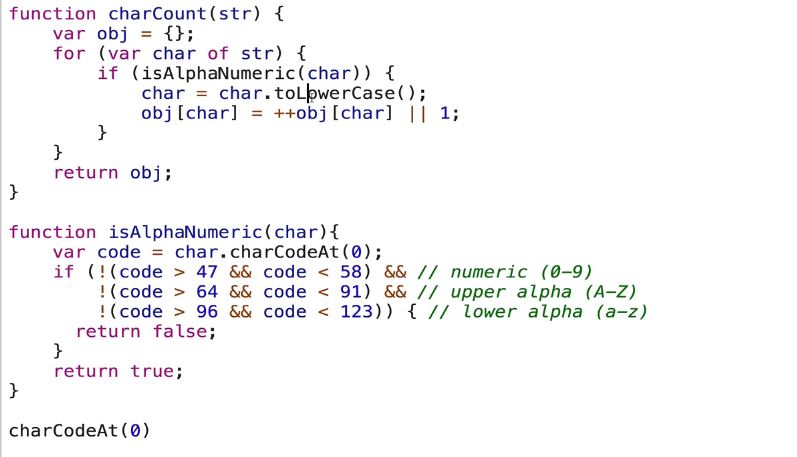 function charCount(str) {
    var obj = {};
    for (var char of str) {
        if (isAlphaNumeric(char)) {
            char = char.toLowerCase();
            obj[char] = ++obj[char] || 1;
        }
    }
    return obj;
}

function isAlphaNumeric(char){
    var code = char.charCodeAt(0);
    if (!(code > 47 && code < 58) && // numeric (0-9)
        !(code > 64 && code < 91) && // upper alpha (A-Z)
        !(code > 96 && code < 123)) { // lower alpha (a-z)
      return false;
    }
    return true;
}

charCodeAt(0)